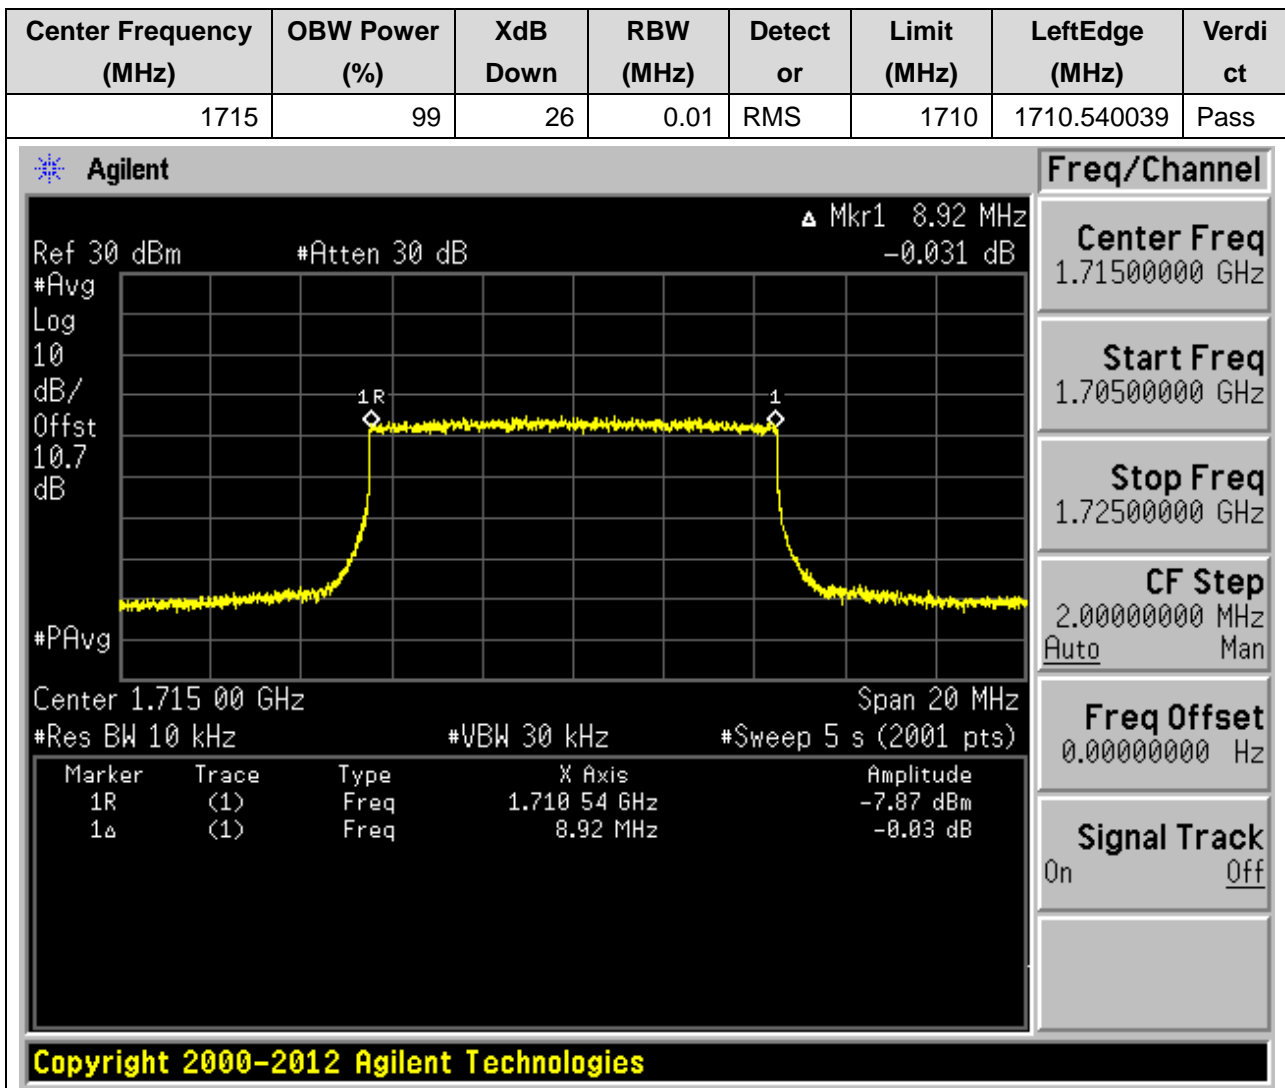 Center Frequency (MHz) OBW Power (%) XdB Down RBW (MHz) Detect or Limit (MHz) LeftEdge (MHz) Verdi ct
1715 99 26 0.01 RMS 1710 1710.540039 Pass
Agilent
Freq/Channel
Δ Mkr1 8.92 MHz
Ref 30 dBm #Atten 30 dB -0.031 dB
#Avg
Log
10
dB/
Offst
10.7
dB
#PAvg
1R
1
Center 1.715 00 GHz Span 20 MHz
#Res BW 10 kHz #VBW 30 kHz #Sweep 5 s (2001 pts)
Marker Trace Type X Axis Amplitude
1R (1) Freq 1.710 54 GHz -7.87 dBm
1Δ (1) Freq 8.92 MHz -0.03 dB
Center Freq
1.71500000 GHz
Start Freq
1.70500000 GHz
Stop Freq
1.72500000 GHz
CF Step
2.00000000 MHz
Auto Man
Freq Offset
0.00000000 Hz
Signal Track
On Off
Copyright 2000-2012 Agilent Technologies